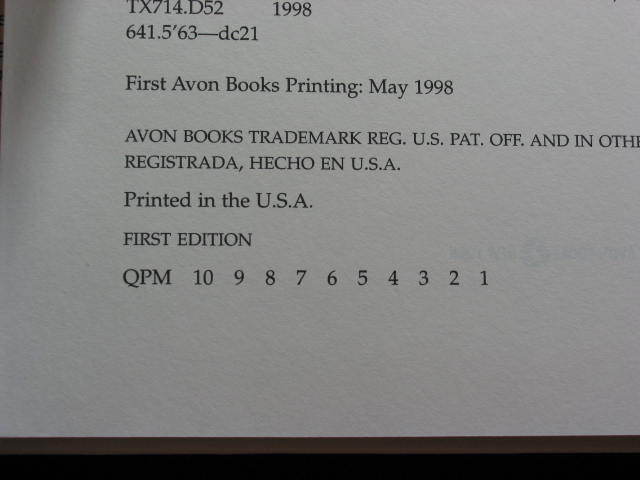 TX714.D52 1998
641.5'63—dc21
First Avon Books Printing: May 1998
AVON BOOKS TRADEMARK REG. U.S. PAT. OFF. AND IN OTHE
REGISTRADA, HECHO EN U.S.A.
Printed in the U.S.A.
FIRST EDITION
QPM 10 9 8 7 6 5 4 3 2 1